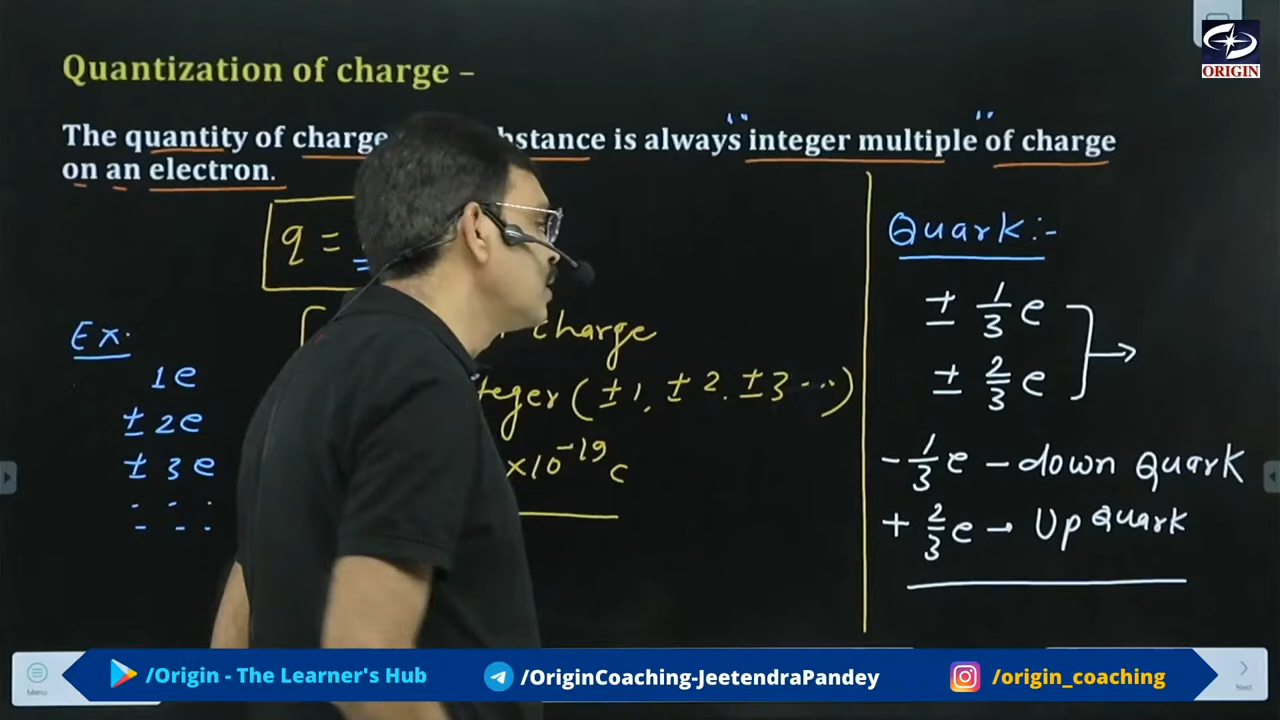 ORIGIN
Quantization of charge –
The quantity of charge bstance is always integer multiple of charge
on an electron.
q =
charge
teger (±1, ±2. ±3 ...)
×10⁻¹⁹ c
Ex:
1e
± 2e
± 3e
Quark:-
± 1/3 e
± 2/3 e
- 1/3 e – down Quark
+ 2/3 e → Up Quark
Menu
/Origin - The Learner's Hub
/OriginCoaching-JeetendraPandey
/origin_coaching
Next